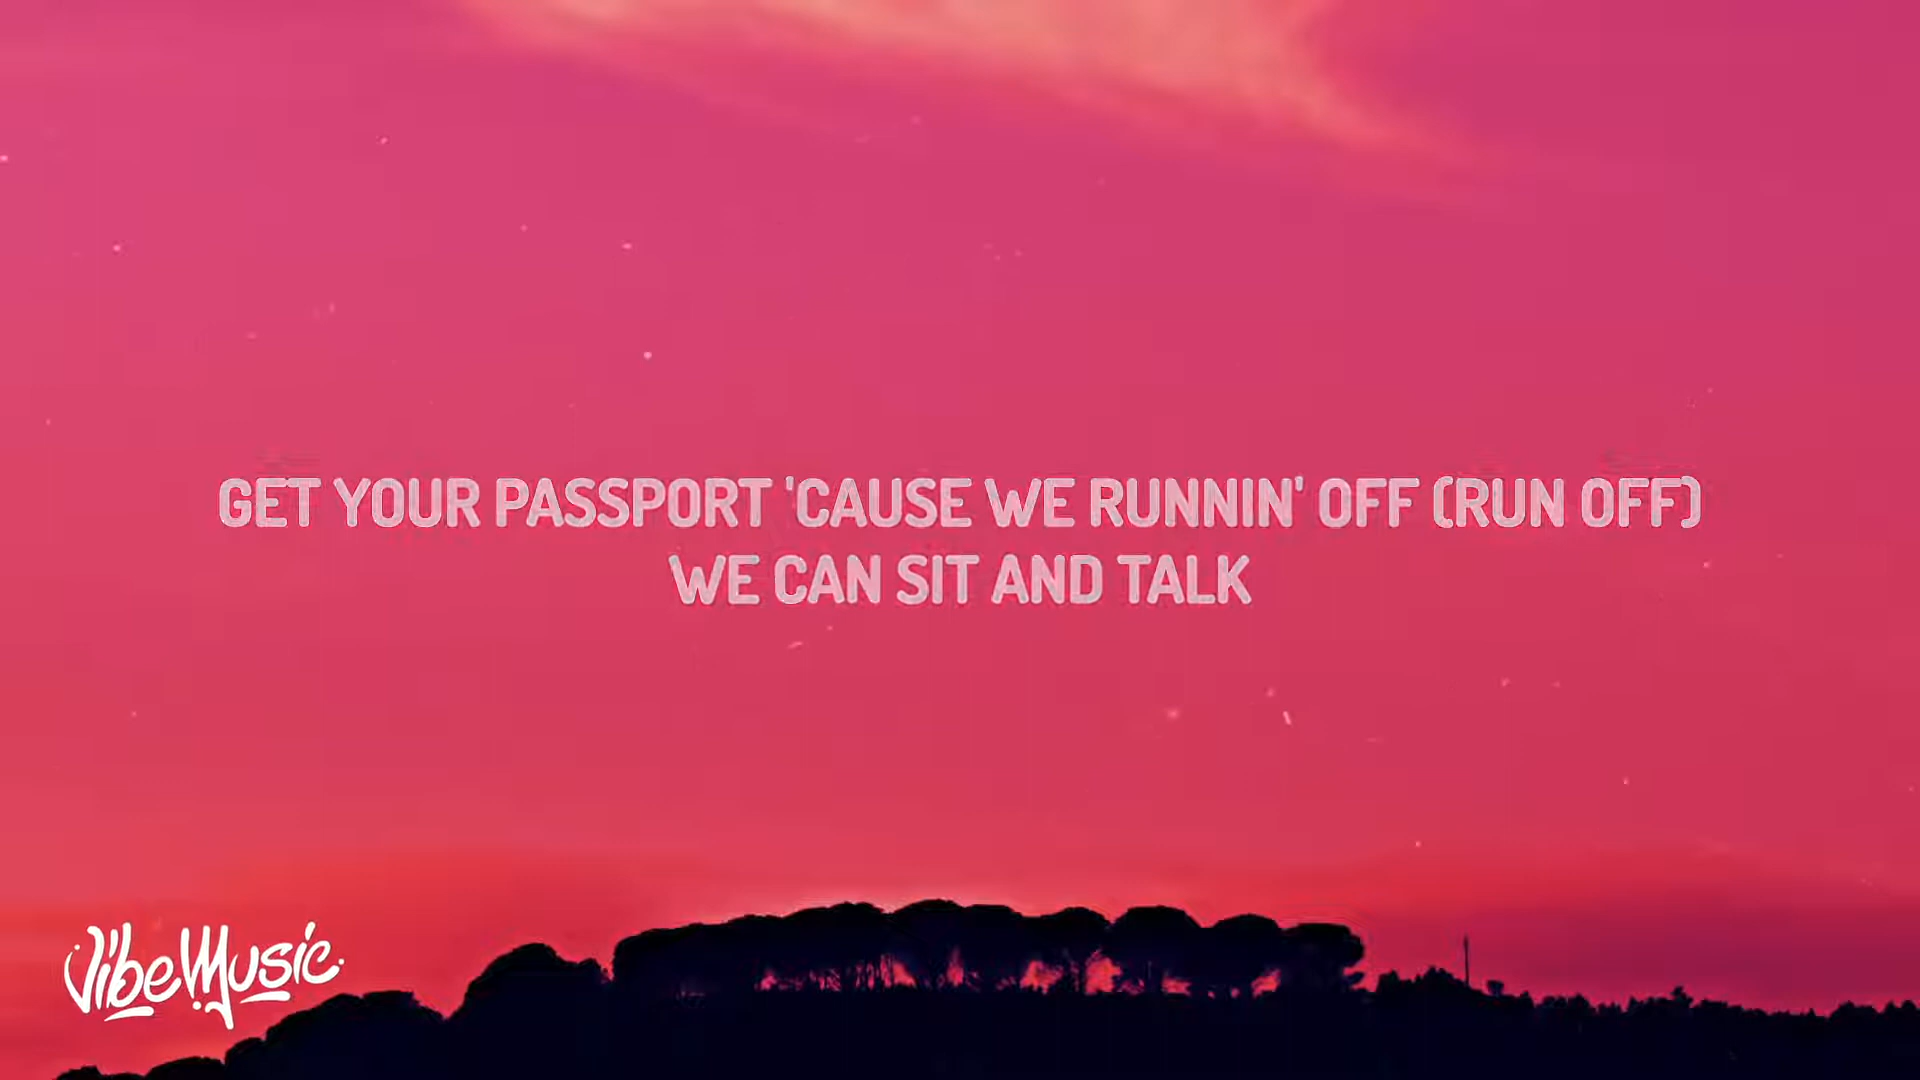 GET YOUR PASSPORT 'CAUSE WE RUNNIN' OFF (RUN OFF)
WE CAN SIT AND TALK
VibeMusic